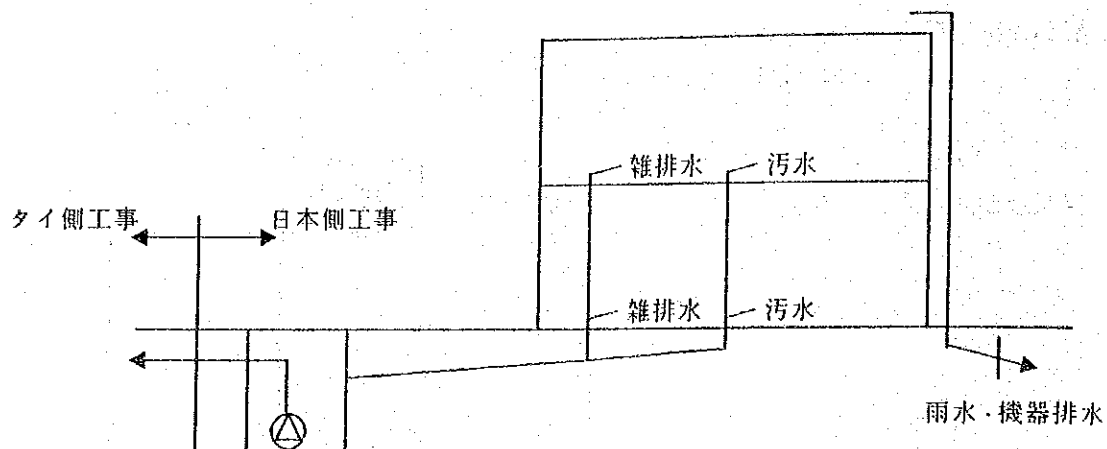 雑排水
汚水
タイ側工事
日本側工事
雑排水
汚水
雨水・機器排水